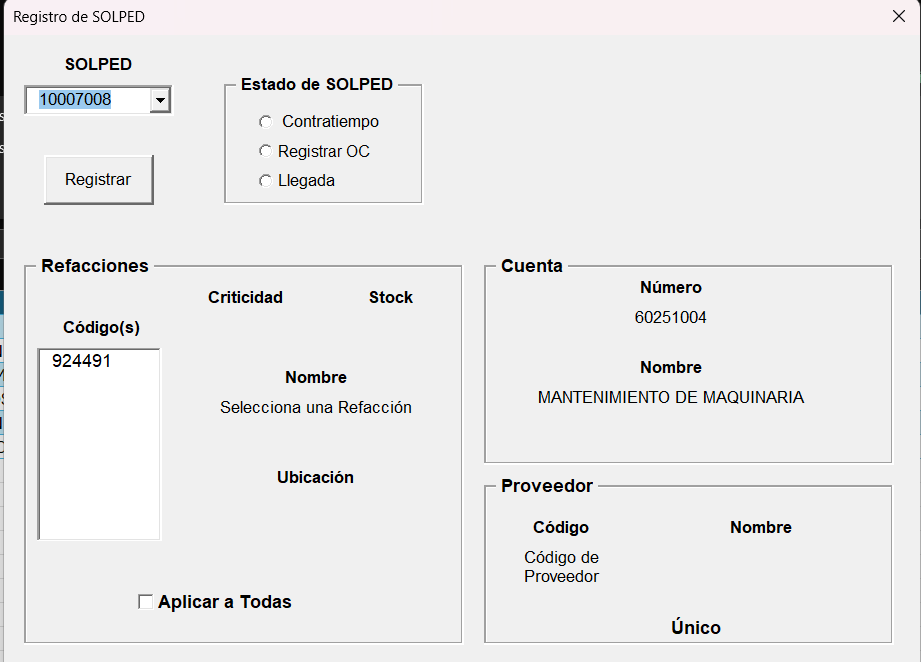 Registro de SOLPED
SOLPED
10007008
Registrar
Estado de SOLPED
Contratiempo
Registrar OC
Llegada
Refacciones
Criticidad
Stock
Código(s)
924491
Nombre
Selecciona una Refacción
Ubicación
Aplicar a Todas
Cuenta
Número
60251004
Nombre
MANTENIMIENTO DE MAQUINARIA
Proveedor
Código
Nombre
Código de
Proveedor
Único